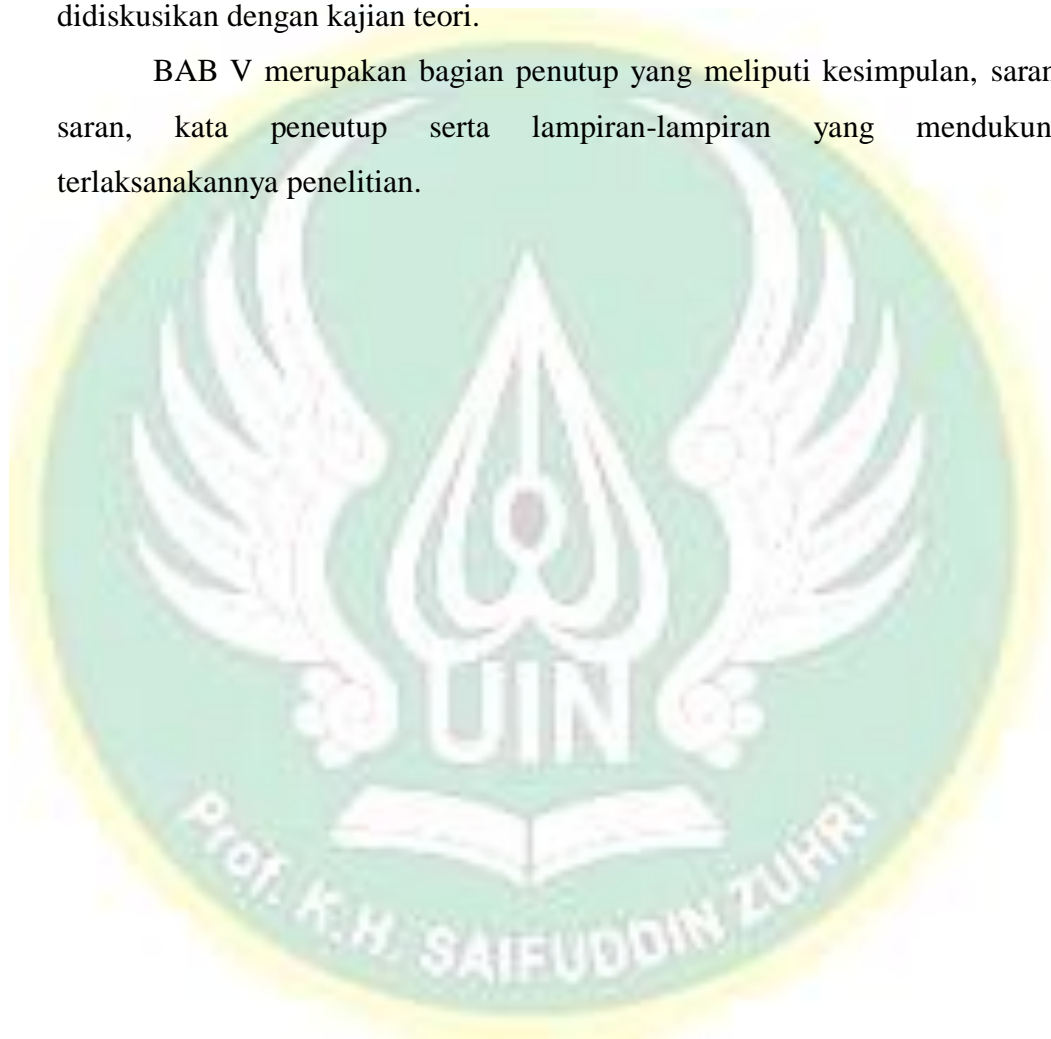 didiskusikan dengan kajian teori.
BAB V merupakan bagian penutup yang meliputi kesimpulan, saran
saran, kata peneutup serta lampiran-lampiran yang mendukun
terlaksanakannya penelitian.
UIN
Prof. K.H. SAIFUDDIN ZUHRI